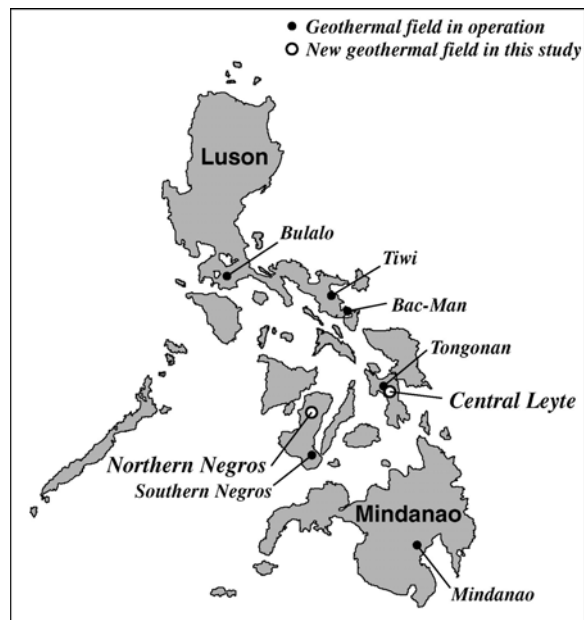 Geothermal field in operation
New geothermal field in this study
Luson
Bulalo
Tiwi
Bac-Man
Tongonan
Central Leyte
Northern Negros
Southern Negros
Mindanao
Mindanao